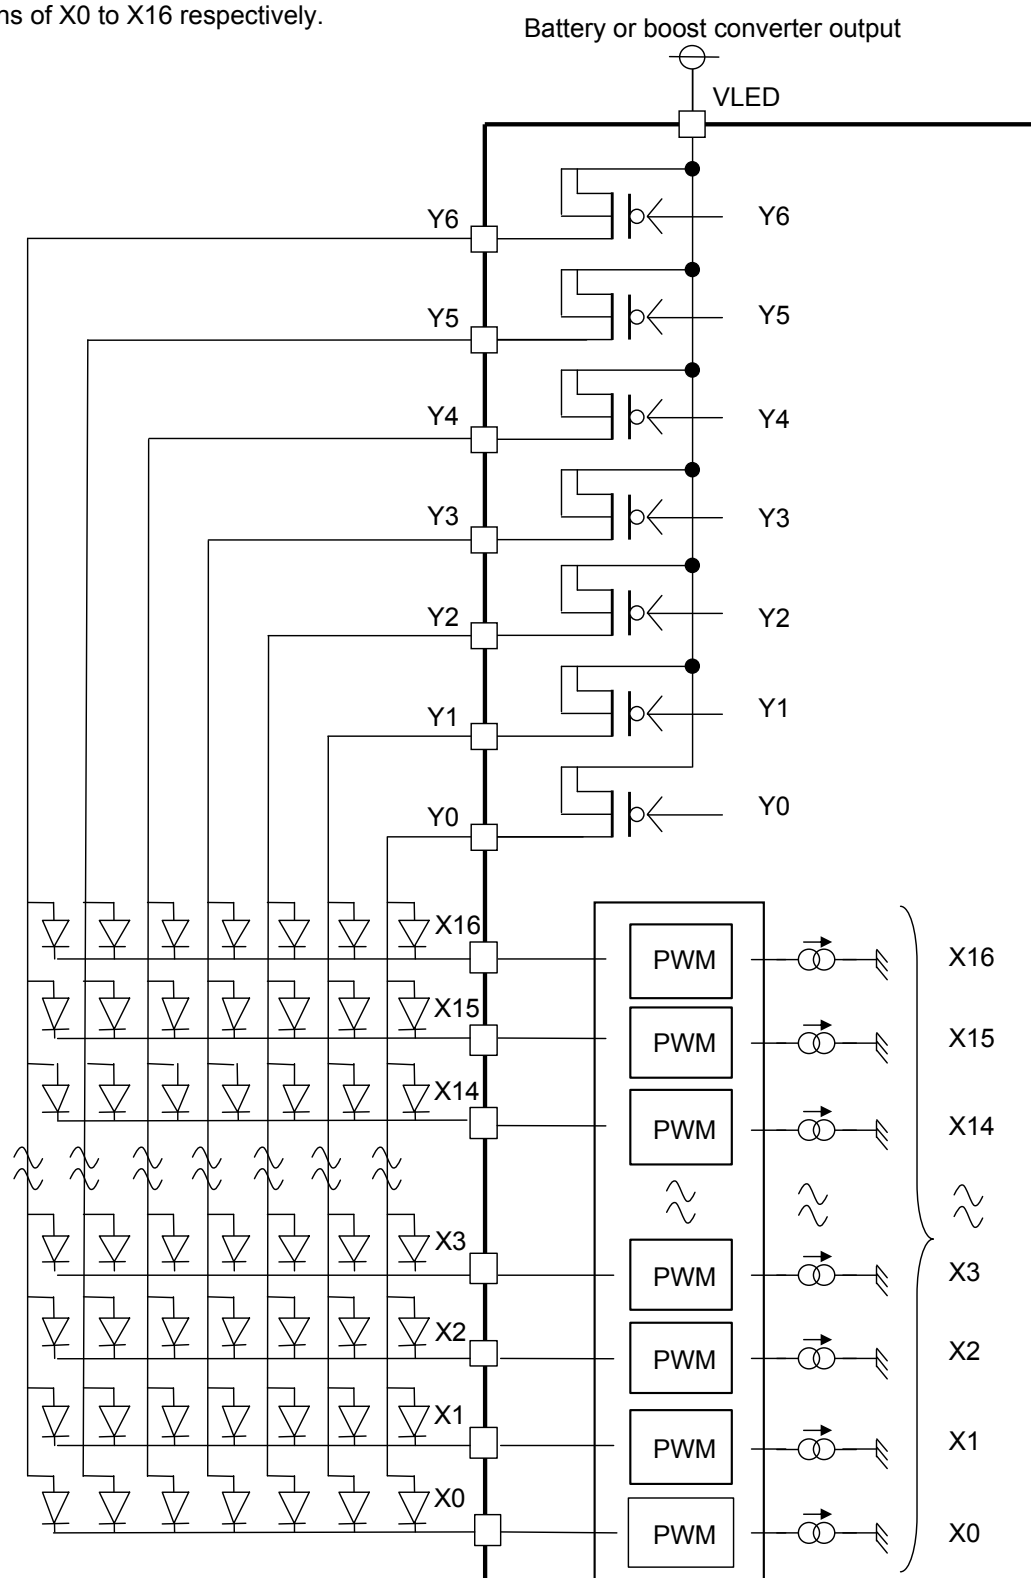 ns of X0 to X16 respectively.
Battery or boost converter output
VLED
Y6
Y6
Y5
Y5
Y4
Y4
Y3
Y3
Y2
Y2
Y1
Y1
Y0
Y0
X16
PWM
X16
X15
PWM
X15
X14
PWM
X14
X3
PWM
X3
X2
PWM
X2
X1
PWM
X1
X0
PWM
X0